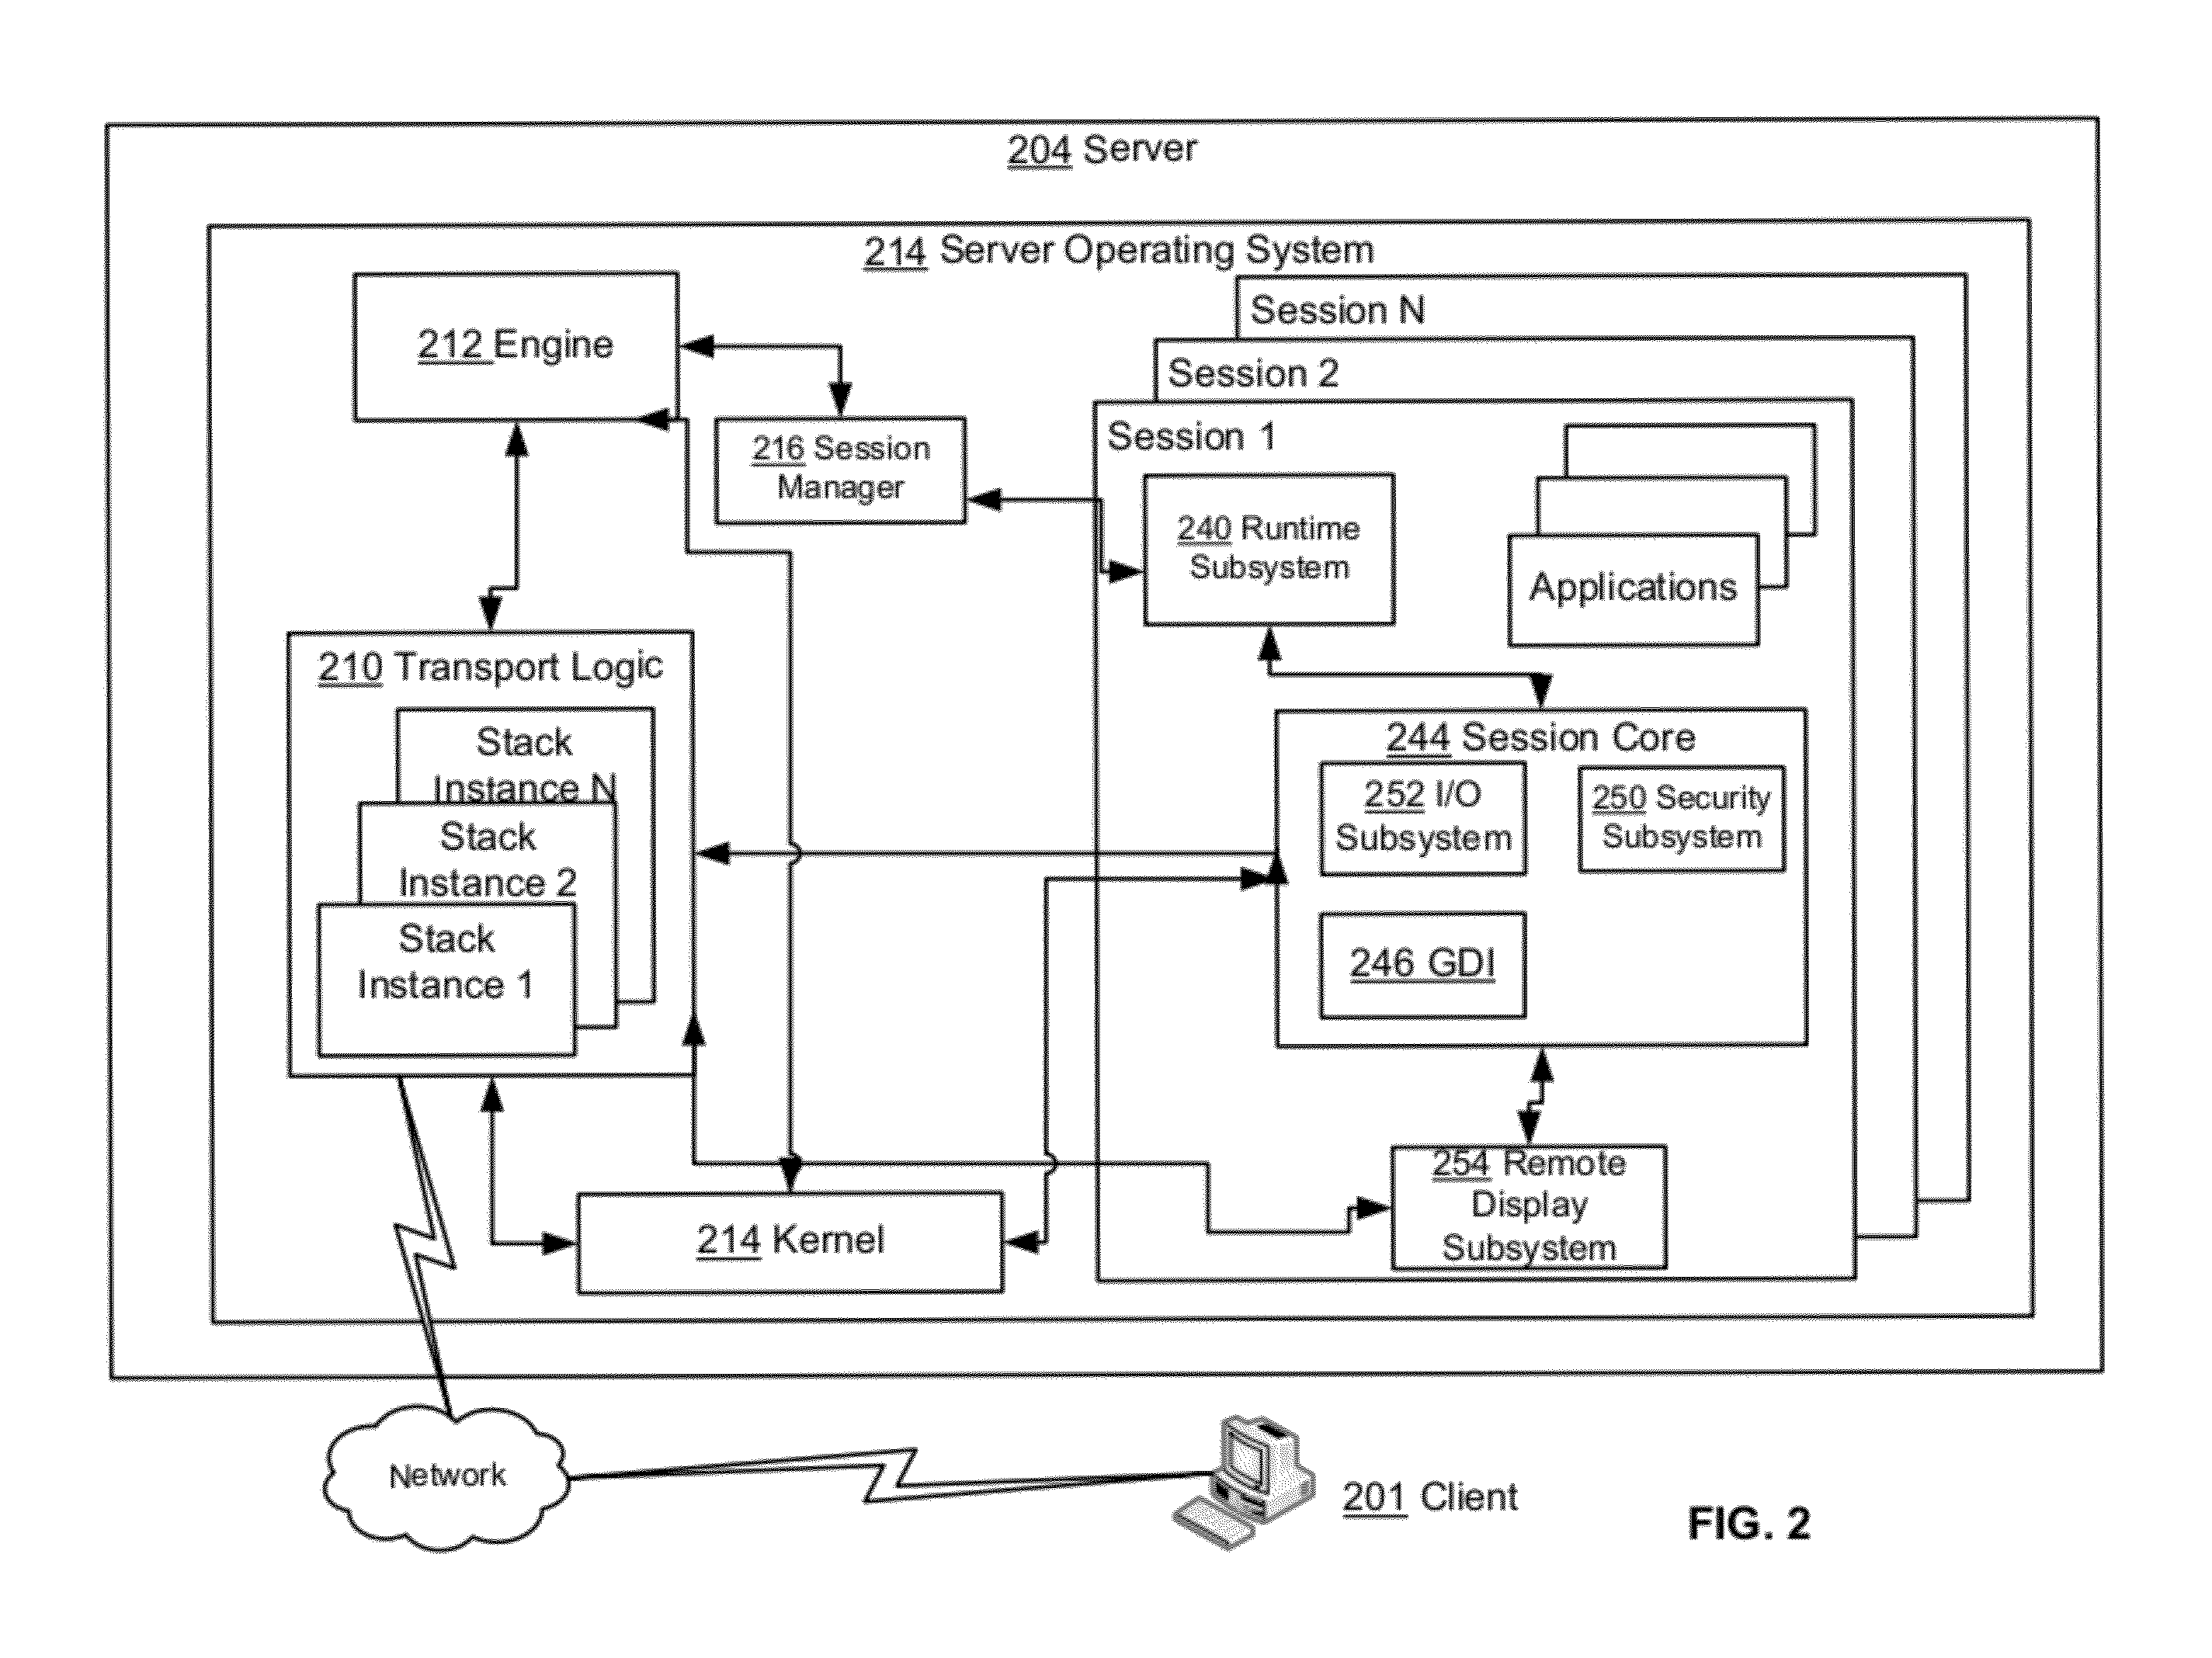 204 Server
214 Server Operating System
212 Engine
216 Session
Manager
Session N
Session 2
Session 1
240 Runtime
Subsystem
Applications
210 Transport Logic
Stack
Instance N
Stack
Instance 2
Stack
Instance 1
244 Session Core
252 I/O
Subsystem
250 Security
Subsystem
246 GDI
254 Remote
Display
Subsystem
214 Kernel
Network
201 Client
FIG. 2